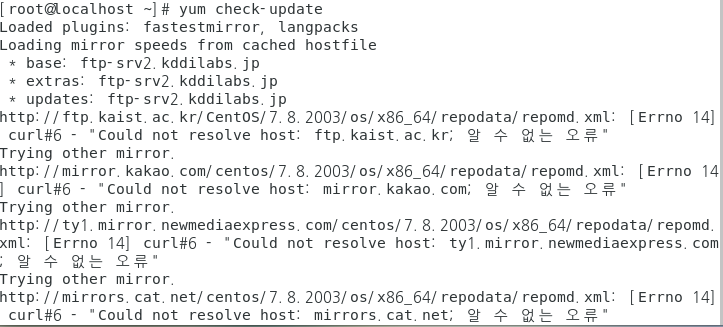 [root@localhost ~]# yum check-update
Loaded plugins: fastestmirror, langpacks
Loading mirror speeds from cached hostfile
 * base: ftp-srv2.kddilabs.jp
 * extras: ftp-srv2.kddilabs.jp
 * updates: ftp-srv2.kddilabs.jp
http://ftp.kaist.ac.kr/CentOS/7.8.2003/os/x86_64/repodata/repomd.xml: [Errno 14]
 curl#6 - "Could not resolve host: ftp.kaist.ac.kr; 알 수 없는 오류"
Trying other mirror.
http://mirror.kakao.com/centos/7.8.2003/os/x86_64/repodata/repomd.xml: [Errno 14
] curl#6 - "Could not resolve host: mirror.kakao.com; 알 수 없는 오류"
Trying other mirror.
http://ty1.mirror.newmediaexpress.com/centos/7.8.2003/os/x86_64/repodata/repomd.
xml: [Errno 14] curl#6 - "Could not resolve host: ty1.mirror.newmediaexpress.com
; 알 수 없는 오류"
Trying other mirror.
http://mirrors.cat.net/centos/7.8.2003/os/x86_64/repodata/repomd.xml: [Errno 14]
 curl#6 - "Could not resolve host: mirrors.cat.net; 알 수 없는 오류"